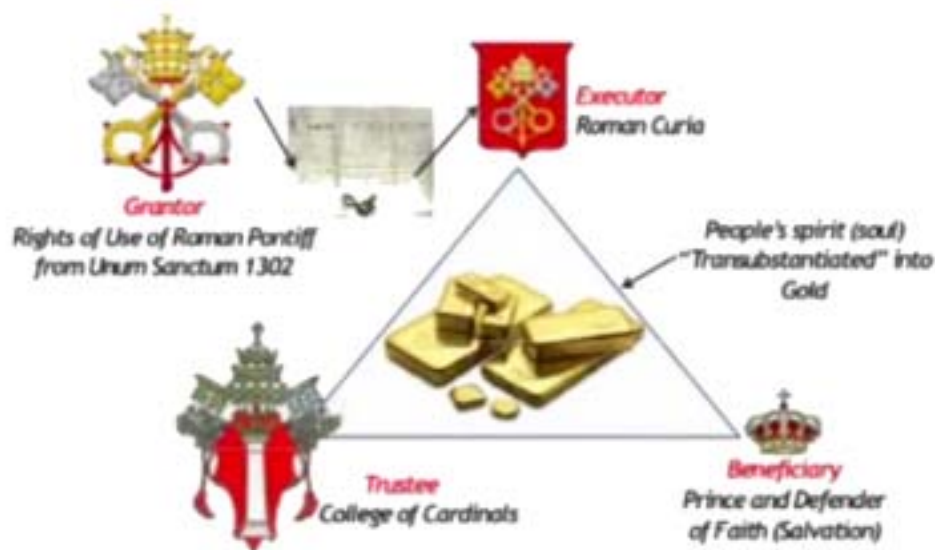 Grantor
Rights of Use of Roman Pontiff
from Unum Sanctum 1302
Executor
Roman Curia
People's spirit (soul)
"Transubstantiated" into
Gold
Trustee
College of Cardinals
Beneficiary
Prince and Defender
of Faith (Salvation)